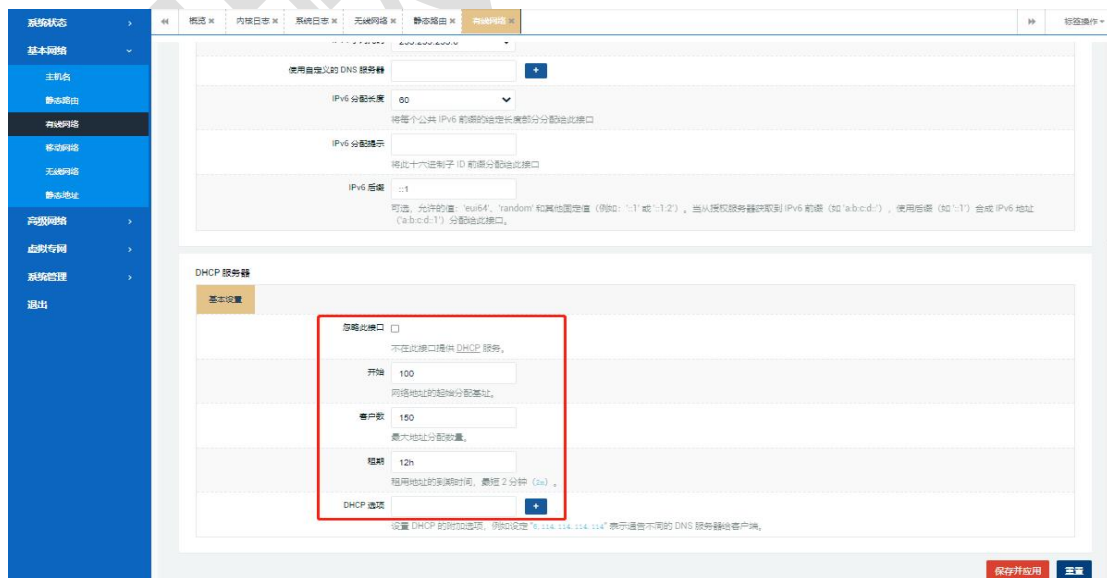 系统状态
基本网络
主机名
静态路由
有线网络
移动网络
无线网络
静态地址
高级网络
虚拟专网
系统管理
退出
概览 内核日志 系统日志 无线网络 静态路由 有线网络 标签操作
使用自定义的 DNS 服务器
IPv6 分配长度 60
将每个公共 IPv6 前缀的给定长度部分分配给此接口
IPv6 分配提示
将此十六进制子 ID 前缀分配给此接口
IPv6 后缀 ::1
可选，允许的值：'eui64'、'random' 和其他固定值（例如：'::1' 或 '::1:2'）。当从授权服务器获取到 IPv6 前缀（如 'a:b:c:d::'），使用后缀（如 '::1'）合成 IPv6 地址
（'a:b:c:d::1'）分配给此接口。
DHCP 服务器
基本设置
忽略此接口
不在此接口提供 DHCP 服务。
开始 100
网络地址的起始分配基址。
客户数 150
最大地址分配数量。
租期 12h
租用地址的到期时间，最短 2 分钟（2m）。
DHCP 选项
设置 DHCP 的附加选项，例如设定 "6,114.114.114.114" 表示通告不同的 DNS 服务器给客户端。
保存并应用 重置